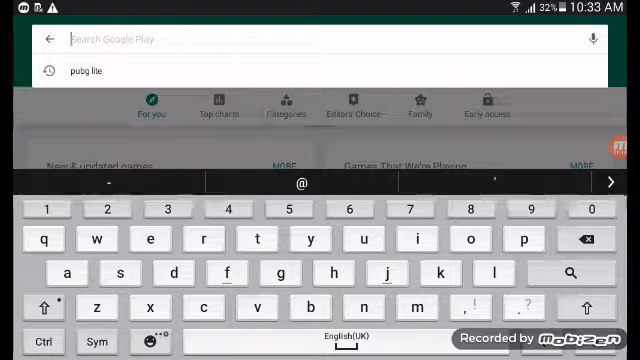 32% 10:33 AM
Search Google Play
pubg lite
For you Top charts Categories Editors' Choice Family Early access
New & updated games MORE Games That We're Playing MORE
- @ '
1 2 3 4 5 6 7 8 9 0
q w e r t y u i o p
a s d f g h j k l
z x c v b n m , ! . ?
Ctrl Sym English(UK)
Recorded by mobizen